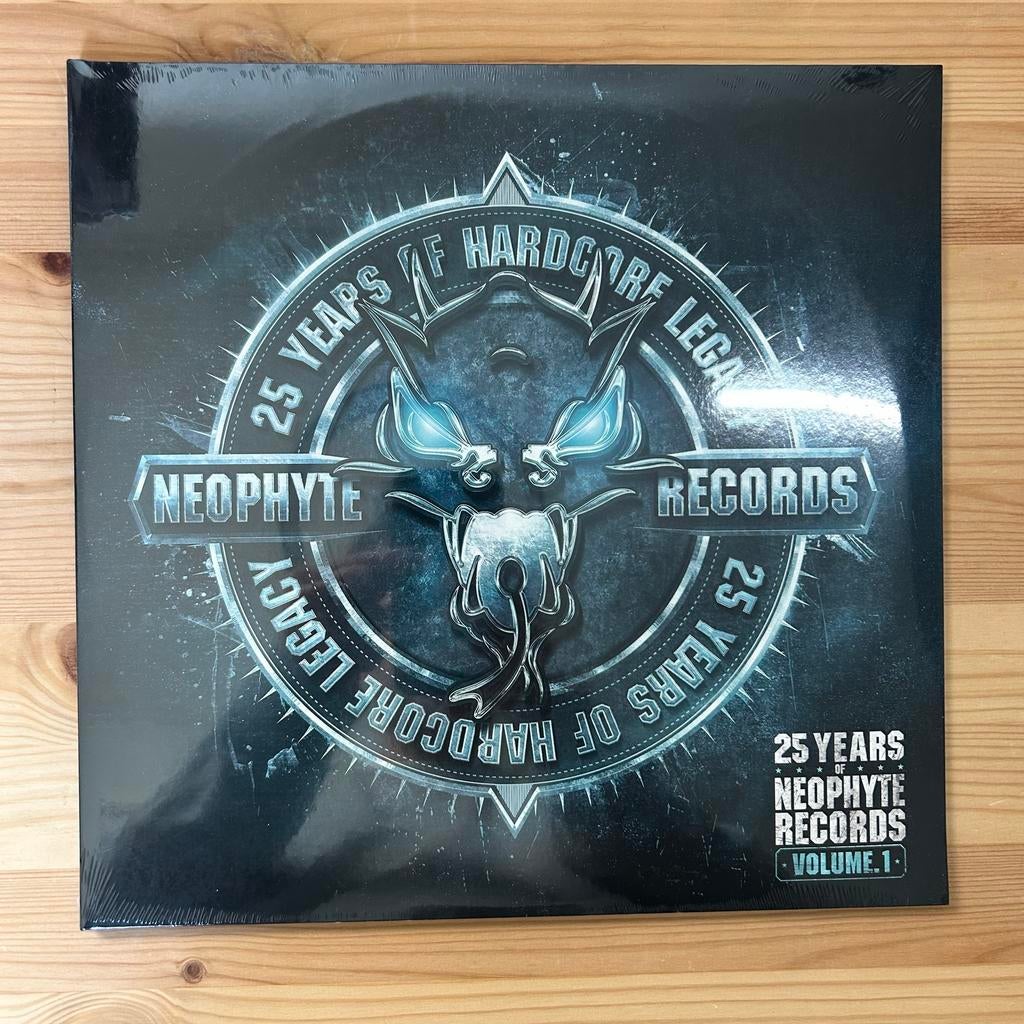 25 YEARS OF HARDCORE LEGACY
NEOPHYTE RECORDS
25 YEARS OF HARDCORE LEGACY
25 YEARS
OF
NEOPHYTE
RECORDS
VOLUME.1